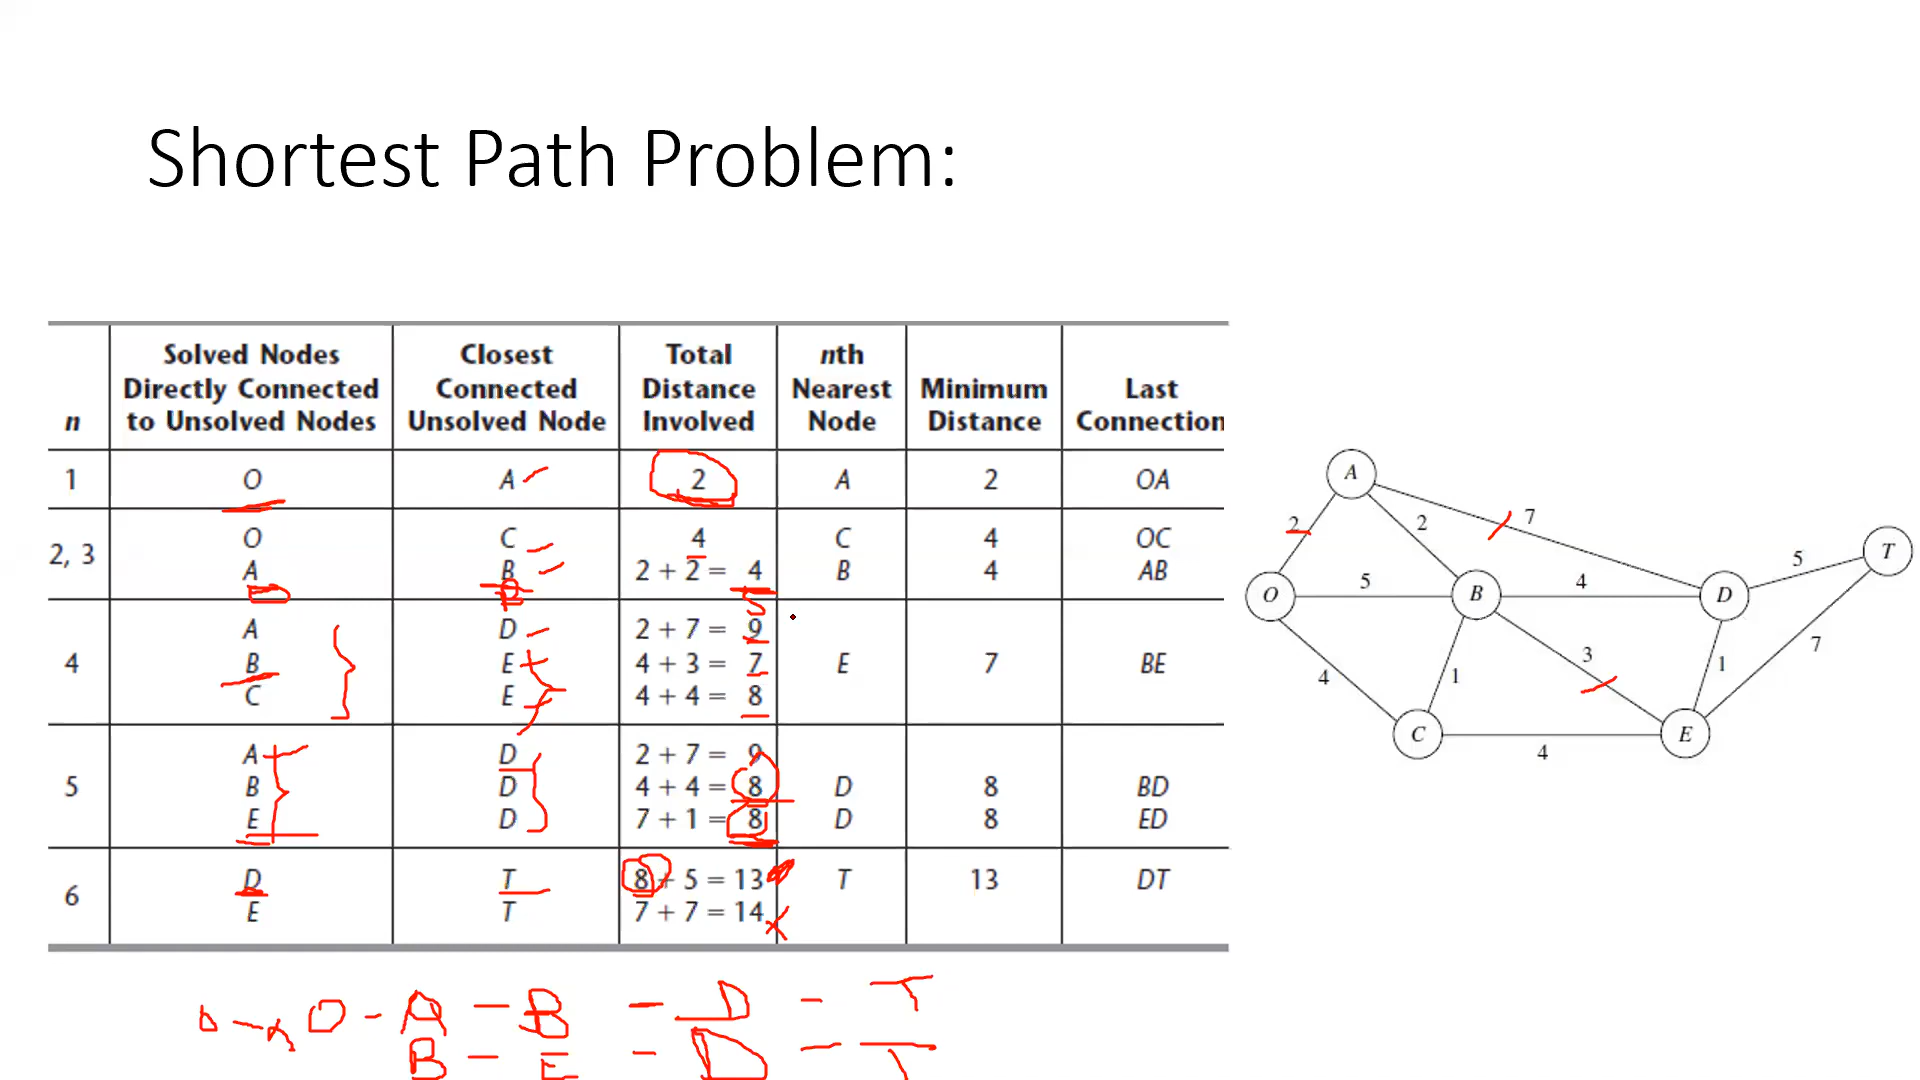 Shortest Path Problem:
n
Solved Nodes Directly Connected to Unsolved Nodes
Closest Connected Unsolved Node
Total Distance Involved
nth Nearest Node
Minimum Distance
Last Connection
1 O A 2 A 2 OA
2, 3
O C 4 C 4 OC
A B 2 + 2 = 4 B 4 AB
4
A D 2 + 7 = 9
B E 4 + 3 = 7 E 7 BE
C E 4 + 4 = 8
5
A D 2 + 7 = 9
B D 4 + 4 = 8 D 8 BD
E D 7 + 1 = 8 D 8 ED
6
D T 8 + 5 = 13 T 13 DT
E T 7 + 7 = 14
O - A - B - D - T
B - E - D - T
A
2
2
7
T
5
O
5
B
4
D
4
1
3
1
7
C
4
E